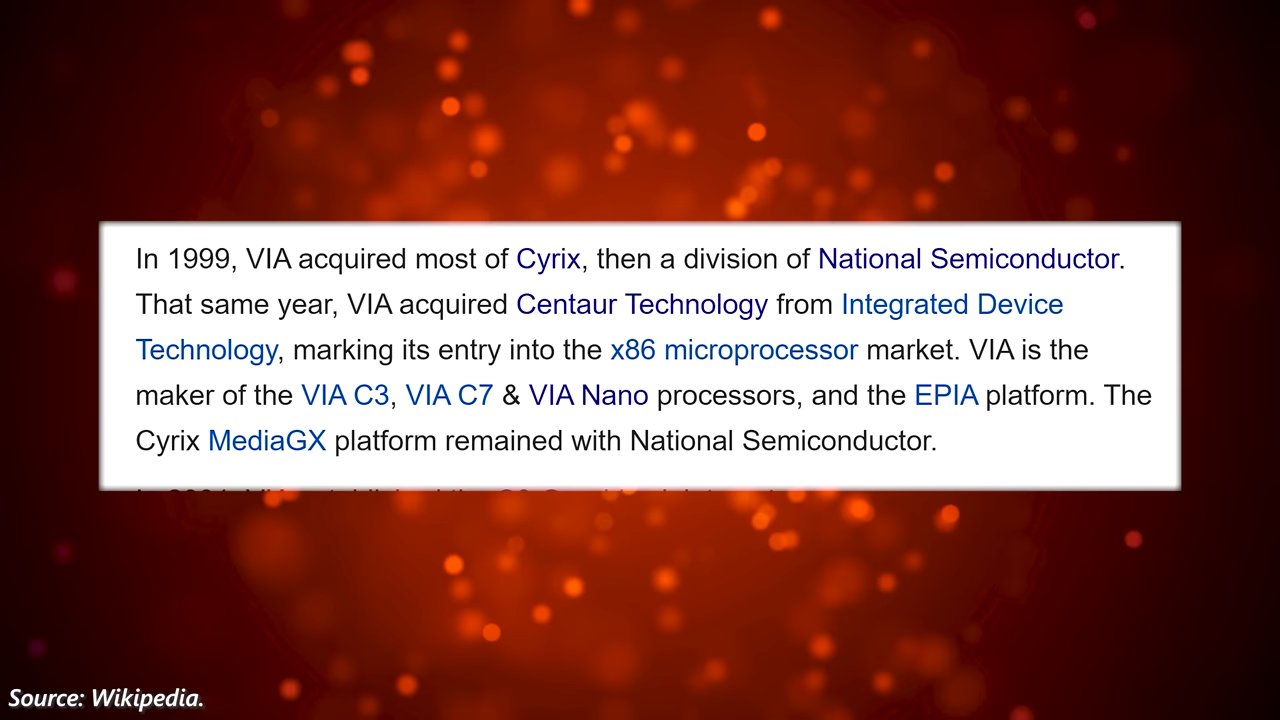 In 1999, VIA acquired most of Cyrix, then a division of National Semiconductor.
That same year, VIA acquired Centaur Technology from Integrated Device
Technology, marking its entry into the x86 microprocessor market. VIA is the
maker of the VIA C3, VIA C7 & VIA Nano processors, and the EPIA platform. The
Cyrix MediaGX platform remained with National Semiconductor.
Source: Wikipedia.